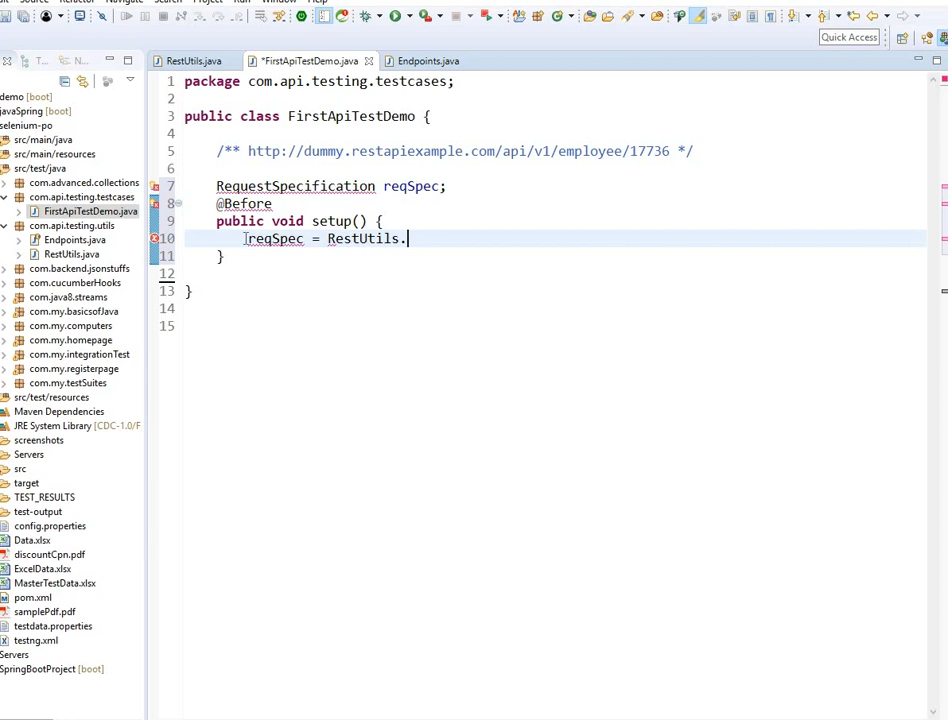 Quick Access
T...
N...
RestUtils.java
*FirstApiTestDemo.java
Endpoints.java
demo [boot]
javaSpring [boot]
selenium-po
src/main/java
src/main/resources
src/test/java
com.advanced.collections
com.api.testing.testcases
FirstApiTestDemo.java
com.api.testing.utils
Endpoints.java
RestUtils.java
com.backend.jsonstuffs
com.cucumberHooks
com.java8.streams
com.my.basicsofJava
com.my.computers
com.my.homepage
com.my.integrationTest
com.my.registerpage
com.my.testSuites
src/test/resources
Maven Dependencies
JRE System Library [CDC-1.0/F
screenshots
Servers
src
target
TEST_RESULTS
test-output
config.properties
Data.xlsx
discountCpn.pdf
ExcelData.xlsx
MasterTestData.xlsx
pom.xml
samplePdf.pdf
testdata.properties
testng.xml
Servers
SpringBootProject [boot]
1 package com.api.testing.testcases;
2
3 public class FirstApiTestDemo {
4
5 /** http://dummy.restapiexample.com/api/v1/employee/17736 */
6
7 RequestSpecification reqSpec;
8 @Before
9 public void setup() {
10 reqSpec = RestUtils.
11 }
12
13 }
14
15